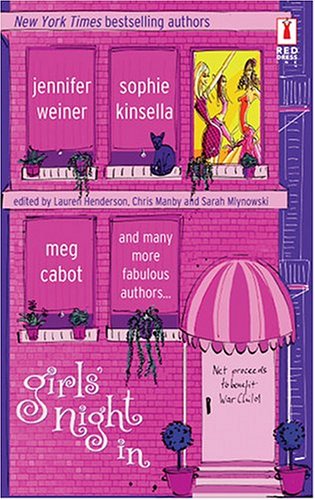 New York Times bestselling authors
RED
DRESS
INK
jennifer
weiner
sophie
kinsella
edited by Lauren Henderson, Chris Manby and Sarah Mlynowski
meg
cabot
and many
more
fabulous
authors...
girls'
night
in
Net proceeds
to benefit
War Child